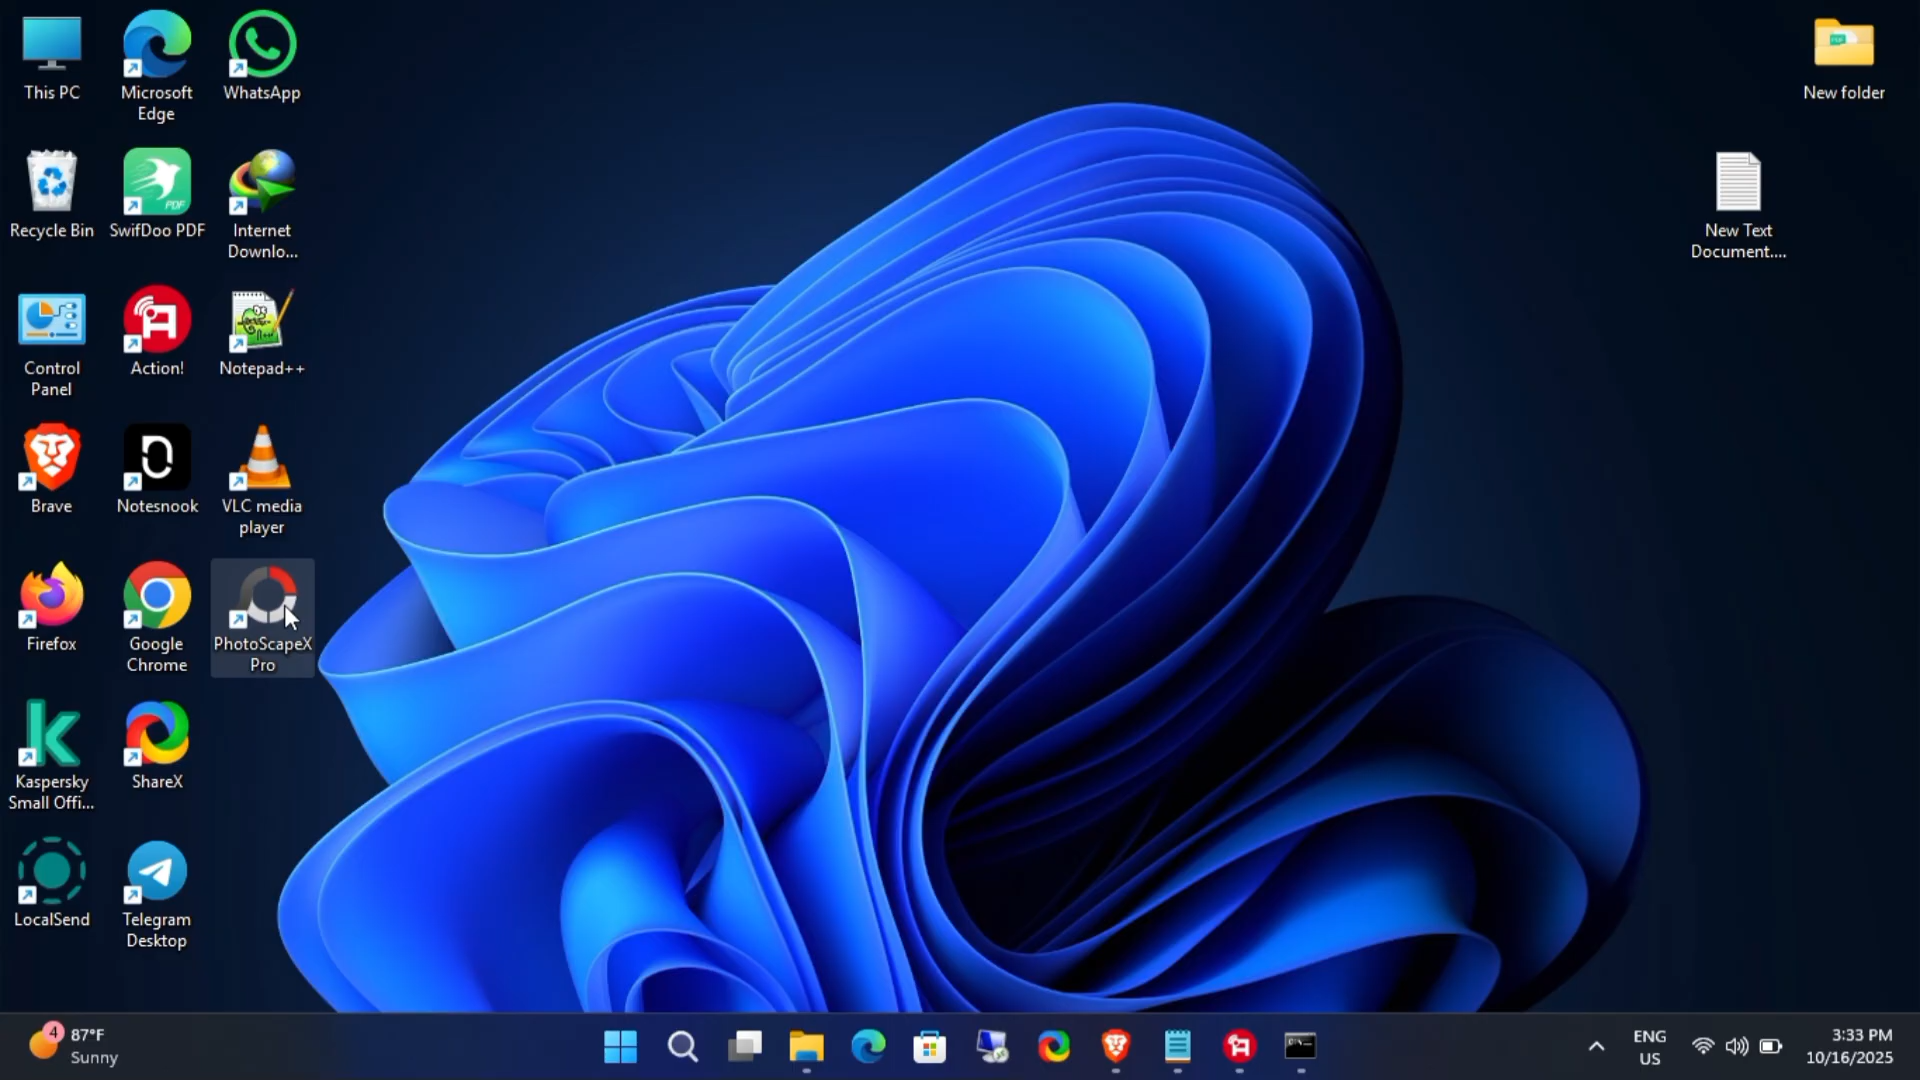 This PC
Microsoft
Edge
WhatsApp
New folder
Recycle Bin
PDF
SwifDoo PDF
Internet
Downlo...
New Text
Document....
Control
Panel
Action!
Notepad++
Brave
Notesnook
VLC media
player
Firefox
Google
Chrome
PhotoScapeX
Pro
Kaspersky
Small Offi...
ShareX
LocalSend
Telegram
Desktop
4
87°F
Sunny
ENG
US
3:33 PM
10/16/2025